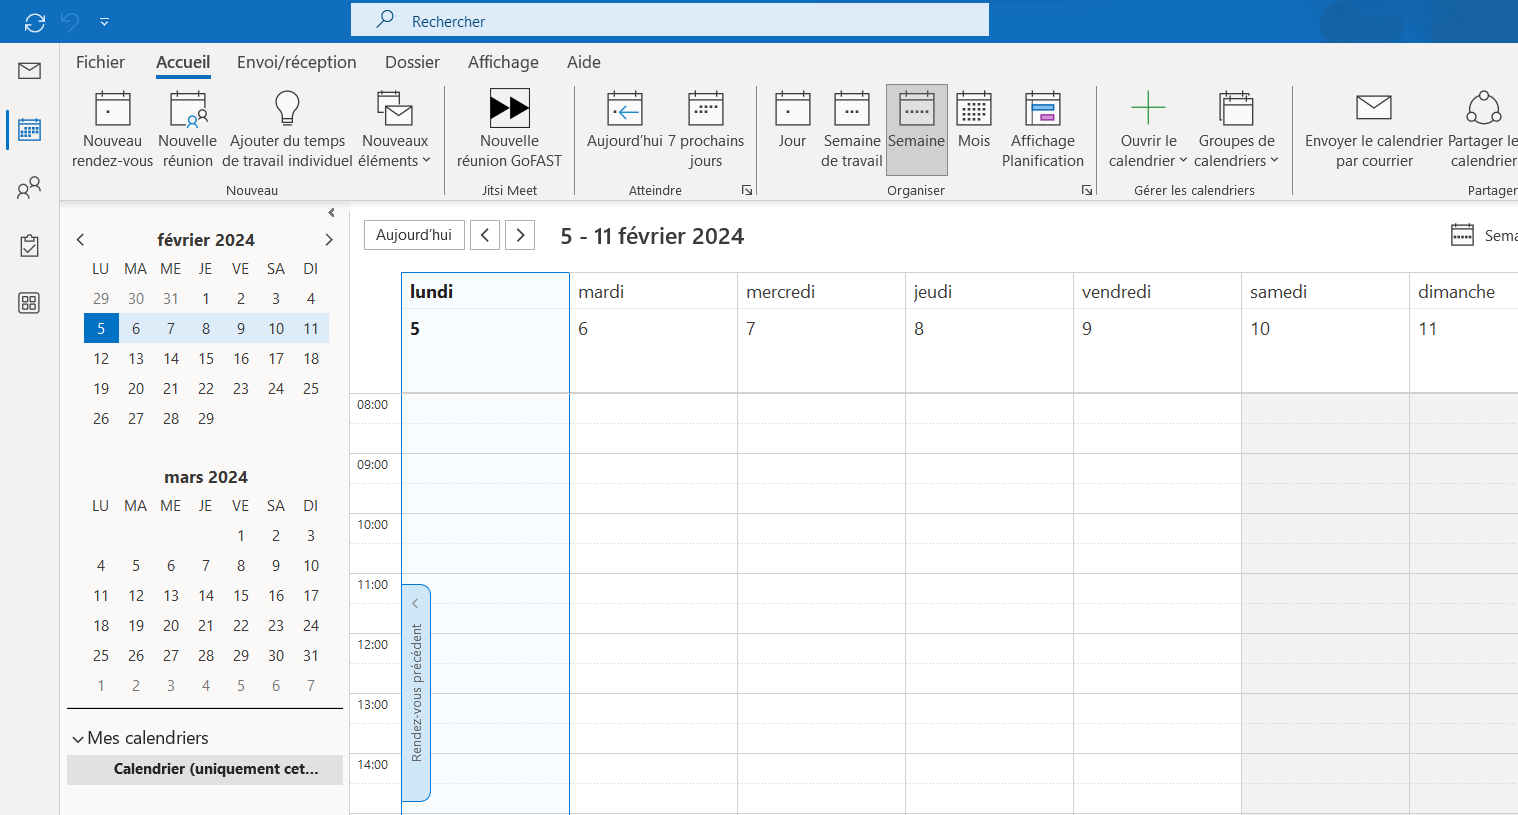 Rechercher
Fichier Accueil Envoi/réception Dossier Affichage Aide
Nouveau rendez-vous
Nouvelle réunion
Ajouter du temps de travail individuel
Nouveaux éléments
Nouvelle réunion GoFAST
Aujourd'hui
7 prochains jours
Jour
Semaine de travail
Semaine
Mois
Affichage Planification
Ouvrir le calendrier
Groupes de calendriers
Envoyer le calendrier par courrier
Partager le calendrier
Nouveau Jitsi Meet Atteindre Organiser Gérer les calendriers Partager
février 2024
LU MA ME JE VE SA DI
29 30 31 1 2 3 4
5 6 7 8 9 10 11
12 13 14 15 16 17 18
19 20 21 22 23 24 25
26 27 28 29
mars 2024
LU MA ME JE VE SA DI
1 2 3
4 5 6 7 8 9 10
11 12 13 14 15 16 17
18 19 20 21 22 23 24
25 26 27 28 29 30 31
1 2 3 4 5 6 7
Mes calendriers
Calendrier (uniquement cet...
Aujourd'hui
5 - 11 février 2024
Sema
lundi mardi mercredi jeudi vendredi samedi dimanche
5 6 7 8 9 10 11
08:00
09:00
10:00
11:00
12:00
13:00
14:00
Rendez-vous précédent